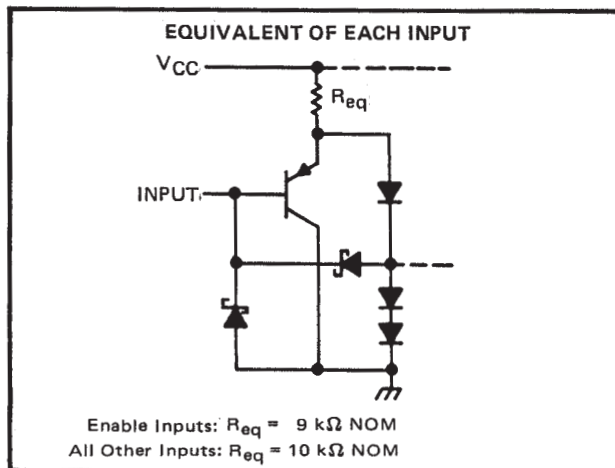 EQUIVALENT OF EACH INPUT
VCC
Req
INPUT
Enable Inputs: Req = 9 kΩ NOM
All Other Inputs: Req = 10 kΩ NOM